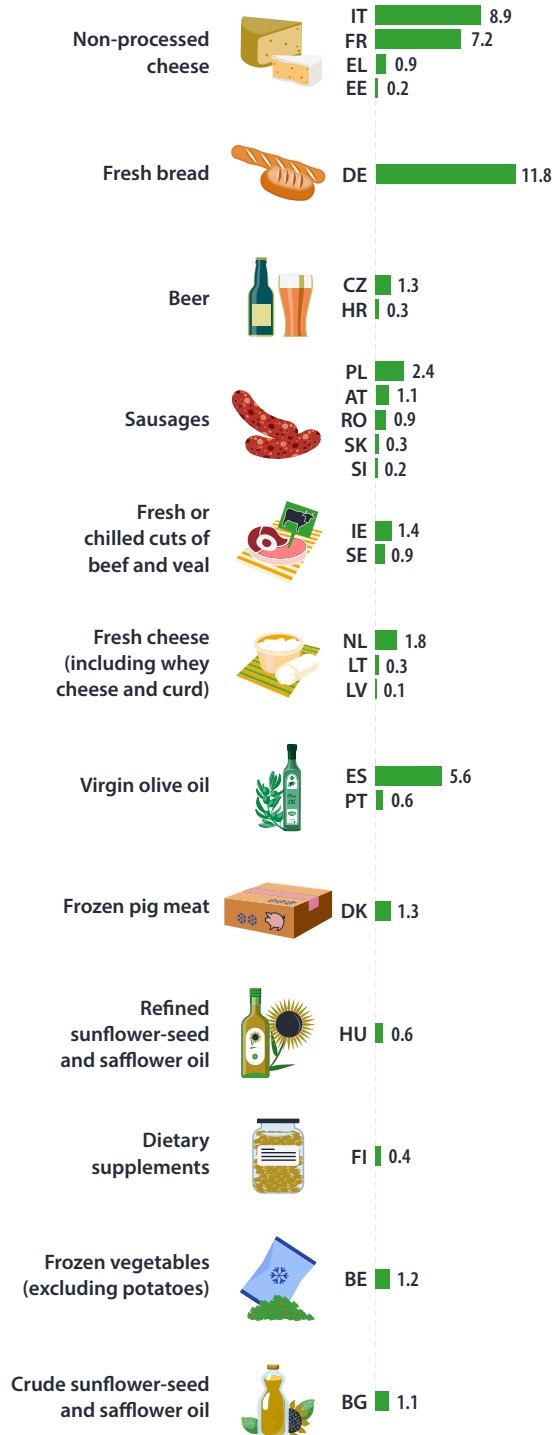 Non-processed
cheese
IT 8.9
FR 7.2
EL 0.9
EE 0.2
Fresh bread
DE 11.8
Beer
CZ 1.3
HR 0.3
Sausages
PL 2.4
AT 1.1
RO 0.9
SK 0.3
SI 0.2
Fresh or
chilled cuts of
beef and veal
IE 1.4
SE 0.9
Fresh cheese
(including whey
cheese and curd)
NL 1.8
LT 0.3
LV 0.1
Virgin olive oil
ES 5.6
PT 0.6
Frozen pig meat
DK 1.3
Refined
sunflower-seed
and safflower oil
HU 0.6
Dietary
supplements
FI 0.4
Frozen vegetables
(excluding potatoes)
BE 1.2
Crude sunflower-seed
and safflower oil
BG 1.1